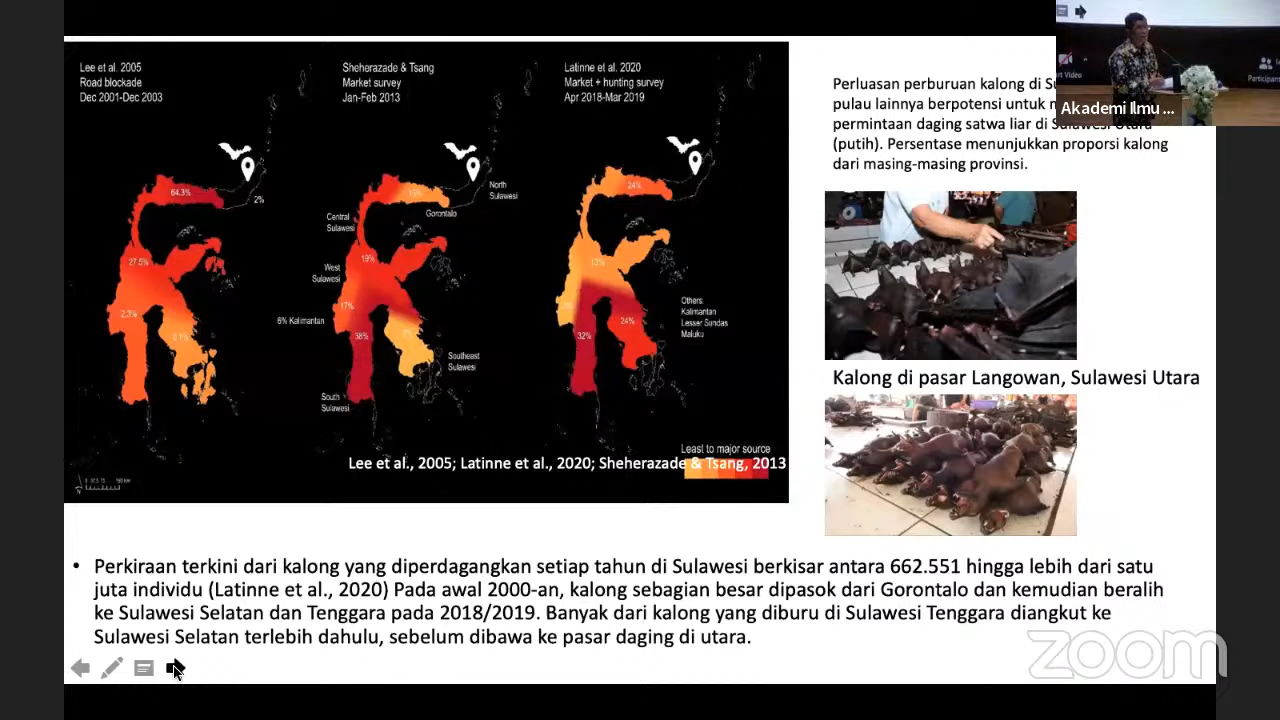 Lee et al. 2005
Road blockade
Dec 2001-Dec 2003
64.3%
2%
27.5%
2.3%
Sheherazade & Tsang
Market survey
Jan-Feb 2013
North
Sulawesi
Gorontalo
Central
Sulawesi
19%
West
Sulawesi
17%
6% Kalimantan
38%
Southeast
Sulawesi
South
Sulawesi
Latinne et al. 2020
Market + hunting survey
Apr 2018-Mar 2019
24%
12%
32%
24%
Others:
Kalimantan
Lesser Sundas
Maluku
Least to major source
Lee et al., 2005; Latinne et al., 2020; Sheherazade & Tsang, 2013
Perluasan perburuan kalong di
pulau lainnya berpotensi untuk
permintaan daging satwa liar di Sulawesi Utara
(putih). Persentase menunjukkan proporsi kalong
dari masing-masing provinsi.
Akademi Ilmu ...
Kalong di pasar Langowan, Sulawesi Utara
• Perkiraan terkini dari kalong yang diperdagangkan setiap tahun di Sulawesi berkisar antara 662.551 hingga lebih dari satu
juta individu (Latinne et al., 2020) Pada awal 2000-an, kalong sebagian besar dipasok dari Gorontalo dan kemudian beralih
ke Sulawesi Selatan dan Tenggara pada 2018/2019. Banyak dari kalong yang diburu di Sulawesi Tenggara diangkut ke
Sulawesi Selatan terlebih dahulu, sebelum dibawa ke pasar daging di utara.
zoom